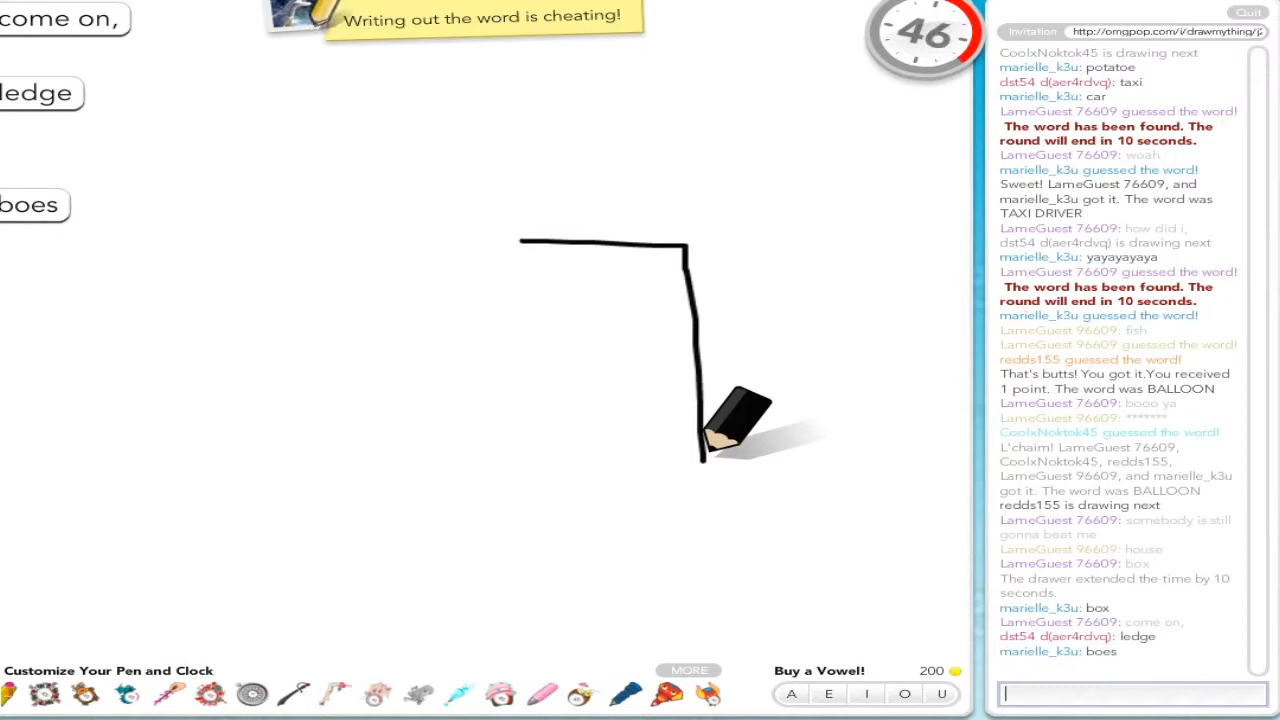 come on,
ledge
boes
Writing out the word is cheating!
46
Quit
Invitation http://omgpop.com/i/drawmything/j
CoolxNoktok45 is drawing next
marielle_k3u: potatoe
dst54 d(aer4rdvq): taxi
marielle_k3u: car
LameGuest 76609 guessed the word!
The word has been found. The
round will end in 10 seconds.
LameGuest 76609: woah
marielle_k3u guessed the word!
Sweet! LameGuest 76609, and
marielle_k3u got it. The word was
TAXI DRIVER
LameGuest 76609: how did i,
dst54 d(aer4rdvq) is drawing next
marielle_k3u: yayayayaya
LameGuest 76609 guessed the word!
The word has been found. The
round will end in 10 seconds.
marielle_k3u guessed the word!
LameGuest 96609: fish
LameGuest 96609 guessed the word!
redds155 guessed the word!
That's butts! You got it.You received
1 point. The word was BALLOON
LameGuest 76609: booo ya
LameGuest 96609: *******
CoolxNoktok45 guessed the word!
L'chaim! LameGuest 76609,
CoolxNoktok45, redds155,
LameGuest 96609, and marielle_k3u
got it. The word was BALLOON
redds155 is drawing next
LameGuest 76609: somebody is still
gonna beat me
LameGuest 96609: house
LameGuest 76609: box
The drawer extended the time by 10
seconds.
marielle_k3u: box
LameGuest 76609: come on,
dst54 d(aer4rdvq): ledge
marielle_k3u: boes
Customize Your Pen and Clock
MORE
Buy a Vowel! 200
A E I O U